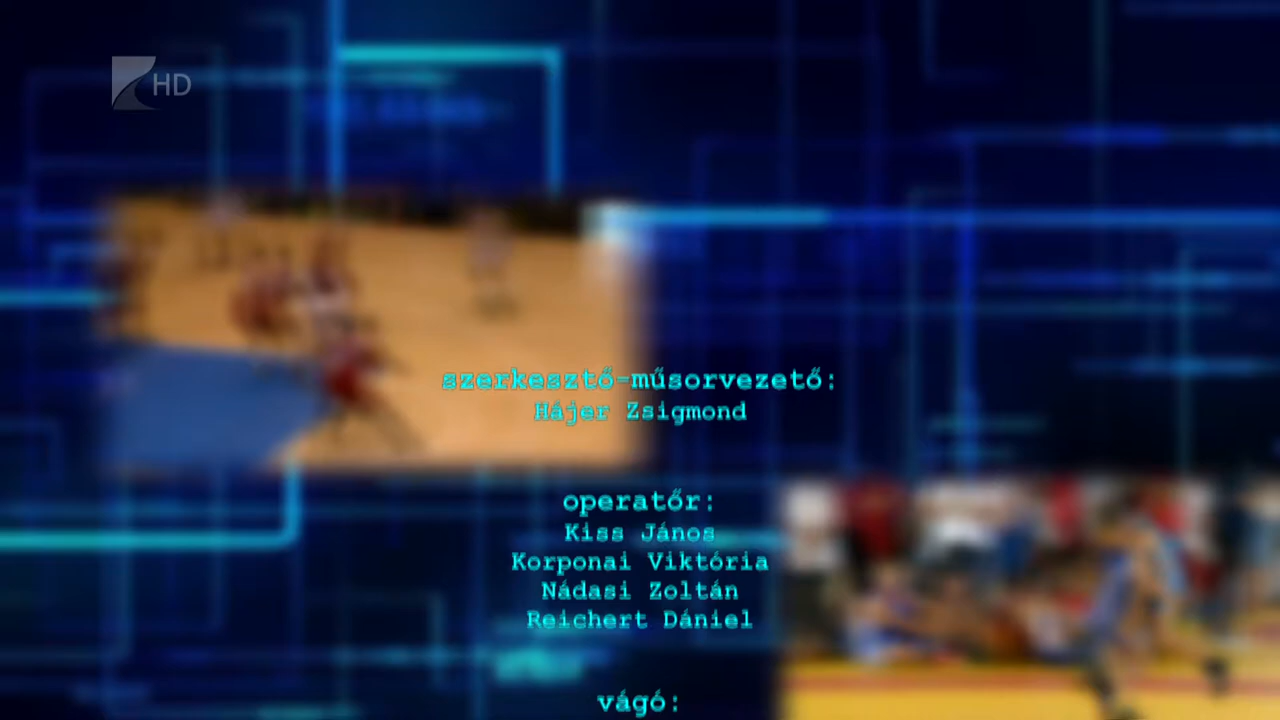 HD
szerkesztő-műsorvezető:
Hájer Zsigmond
operatőr:
Kiss János
Korponai Viktória
Nádasi Zoltán
Reichert Dániel
vágó: